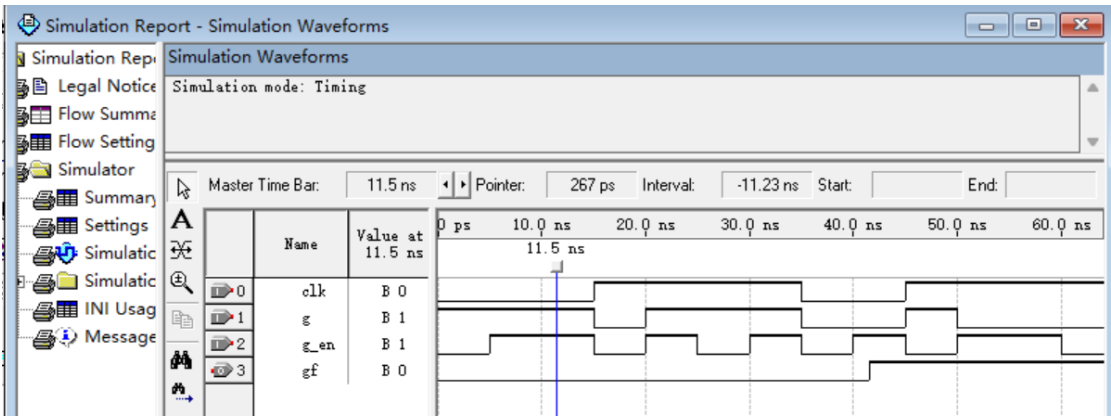 Simulation Report - Simulation Waveforms
Simulation Repo
Legal Notice
Flow Summa
Flow Setting
Simulator
Summary
Settings
Simulatic
Simulatic
INI Usag
Message
Simulation Waveforms
Simulation mode: Timing
Master Time Bar: 11.5 ns Pointer: 267 ps Interval: -11.23 ns Start: End:
A
Name Value at 11.5 ns
0 ps 10.0 ns 20.0 ns 30.0 ns 40.0 ns 50.0 ns 60.0 ns
11.5 ns
0 clk B 0
1 g B 1
2 g_en B 1
3 gf B 0